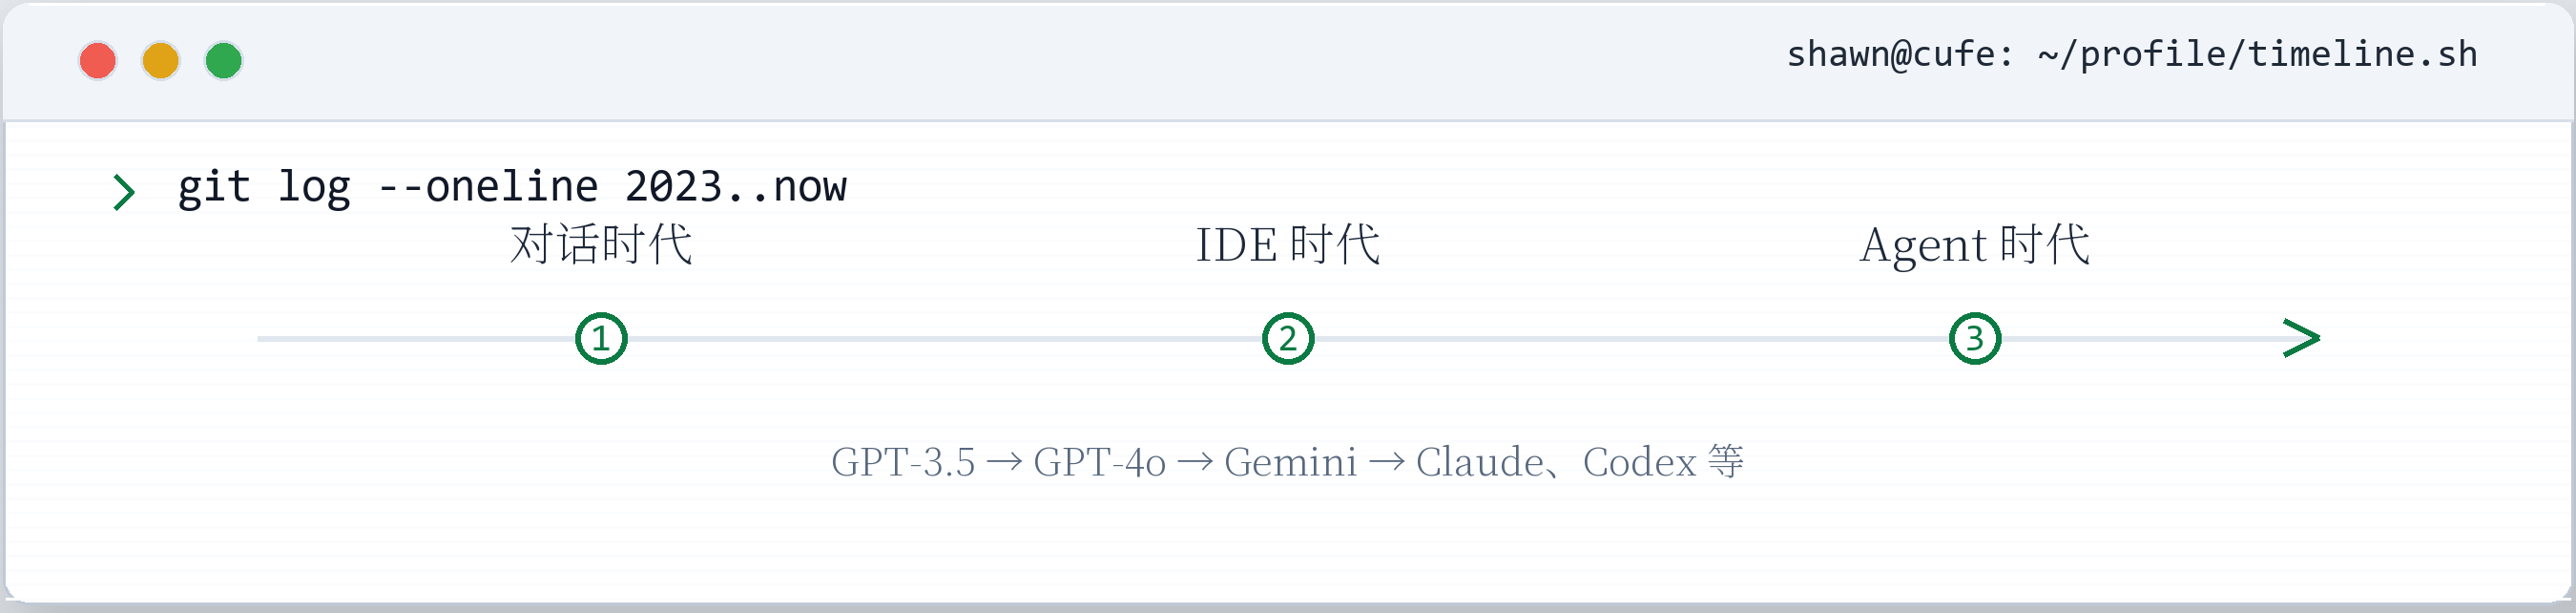 shawn@cufe: ~/profile/timeline.sh
> git log --oneline 2023..now
对话时代 IDE 时代 Agent 时代
1 2 3
GPT-3.5 → GPT-4o → Gemini → Claude、Codex 等